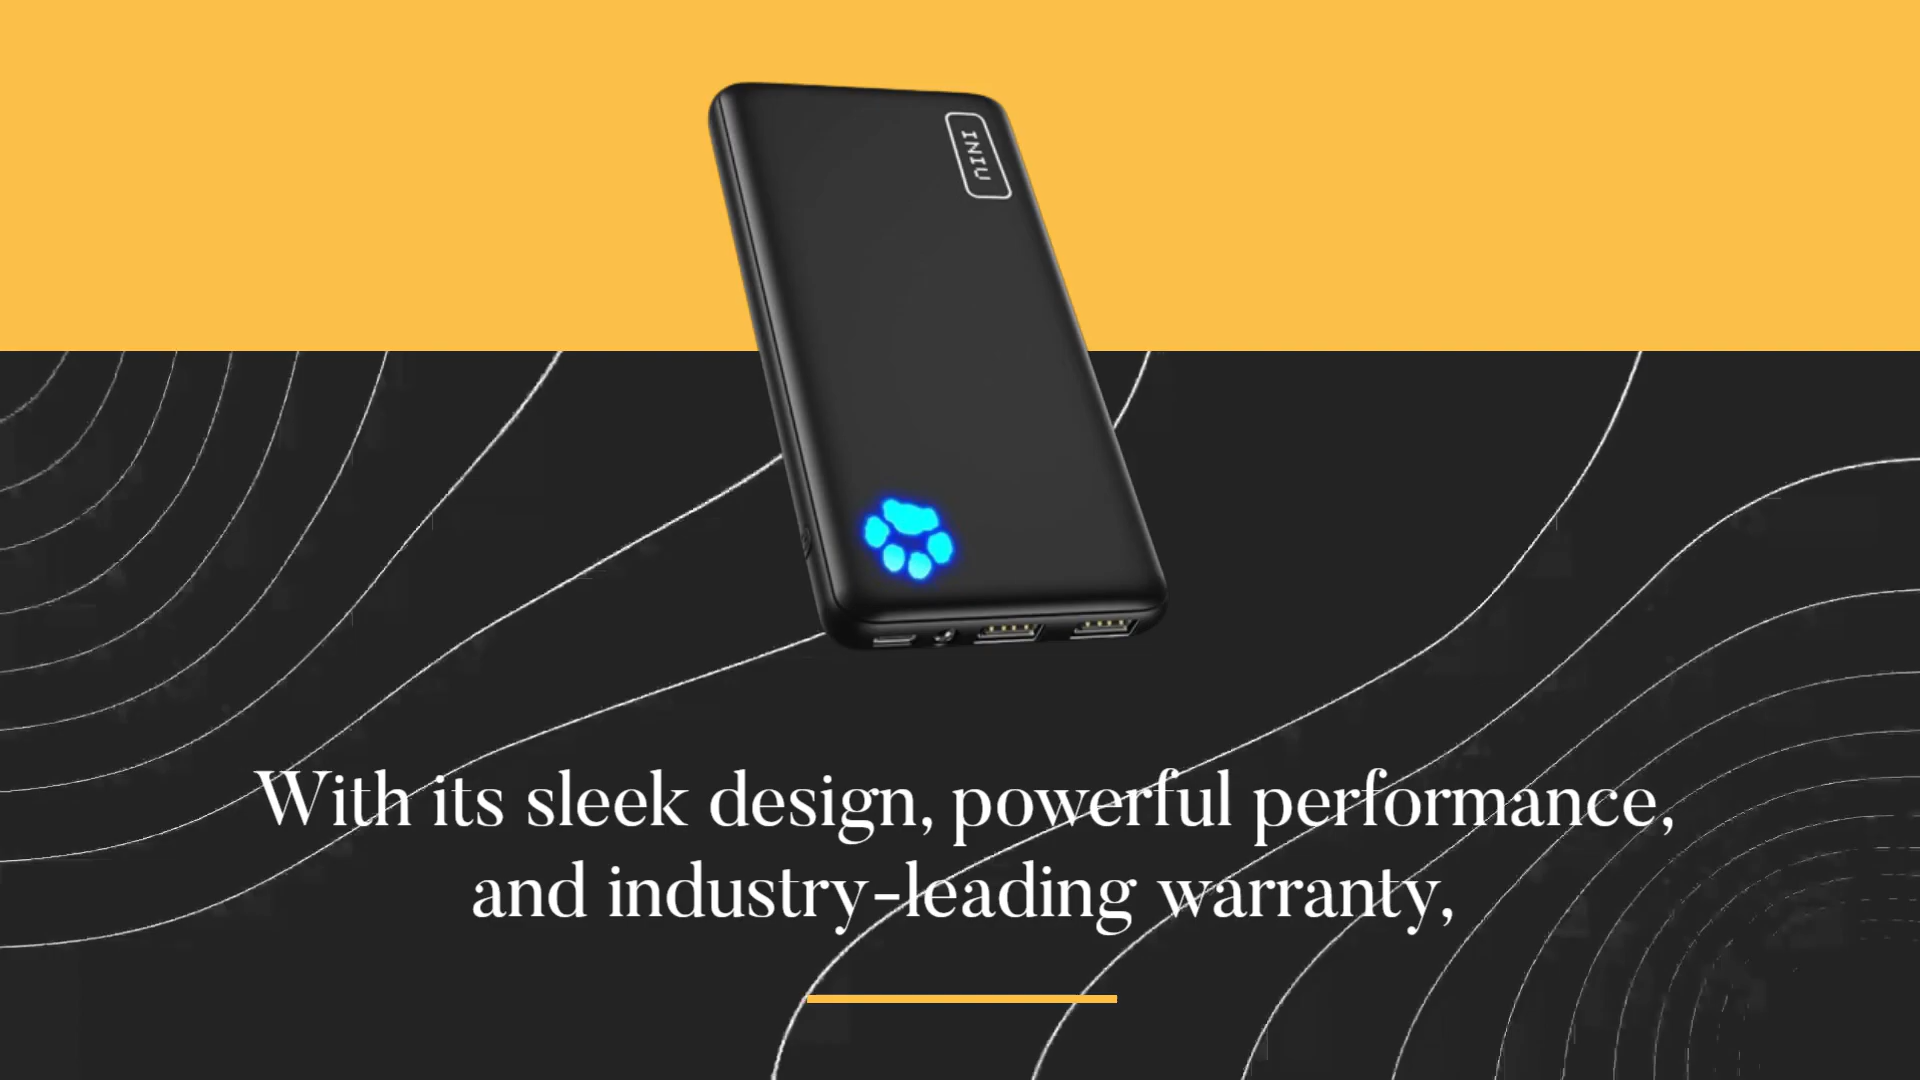 INIU
With its sleek design, powerful performance,
and industry-leading warranty,